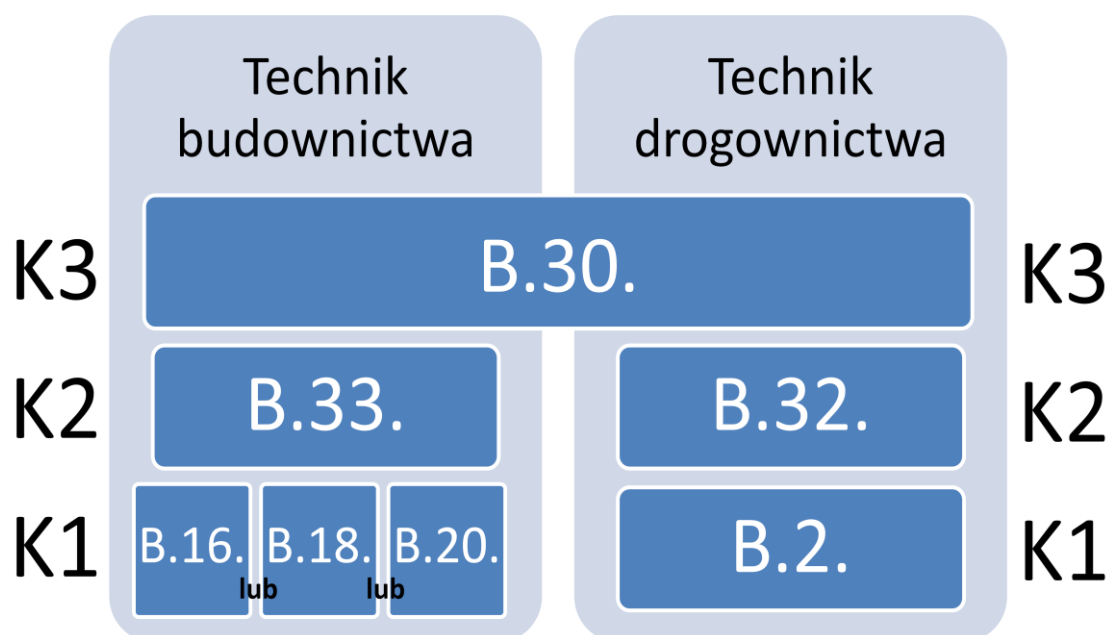 Technik
budownictwa
Technik
drogownictwa
K3
B.30.
K3
K2
B.33.
B.32.
K2
K1
B.16.
lub
B.18.
lub
B.20.
B.2.
K1